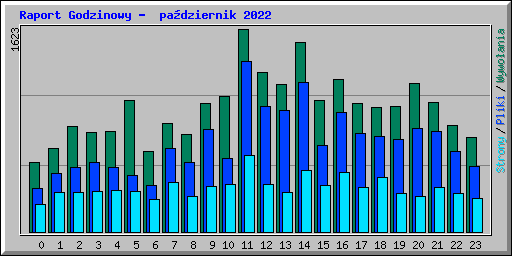 Raport Godzinowy - październik 2022
1623
Strony / Pliki / Wywołania
0 1 2 3 4 5 6 7 8 9 10 11 12 13 14 15 16 17 18 19 20 21 22 23